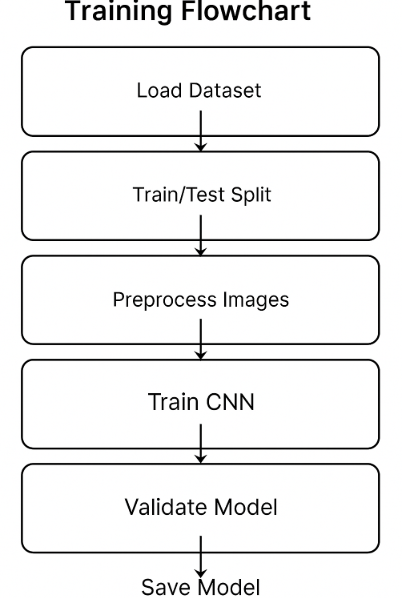 Training Flowchart
Load Dataset
Train/Test Split
Preprocess Images
Train CNN
Validate Model
Save Model